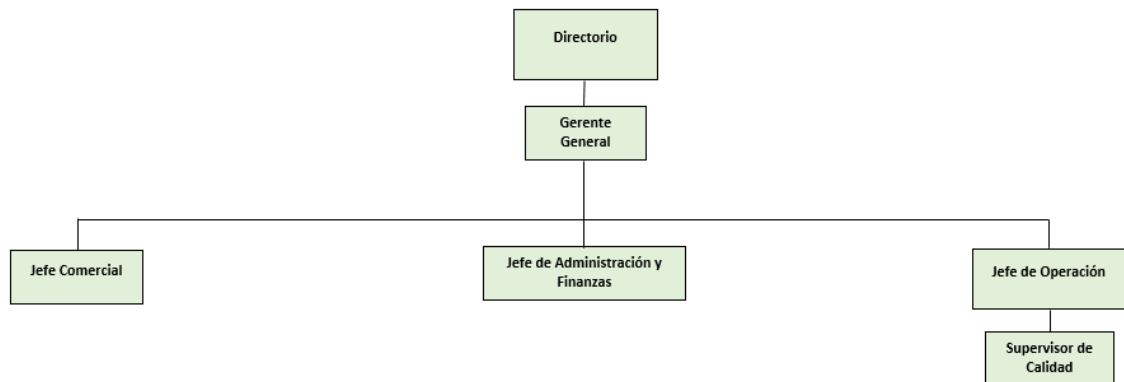 Directorio
Gerente
General
Jefe Comercial
Jefe de Administración y
Finanzas
Jefe de Operación
Supervisor de
Calidad